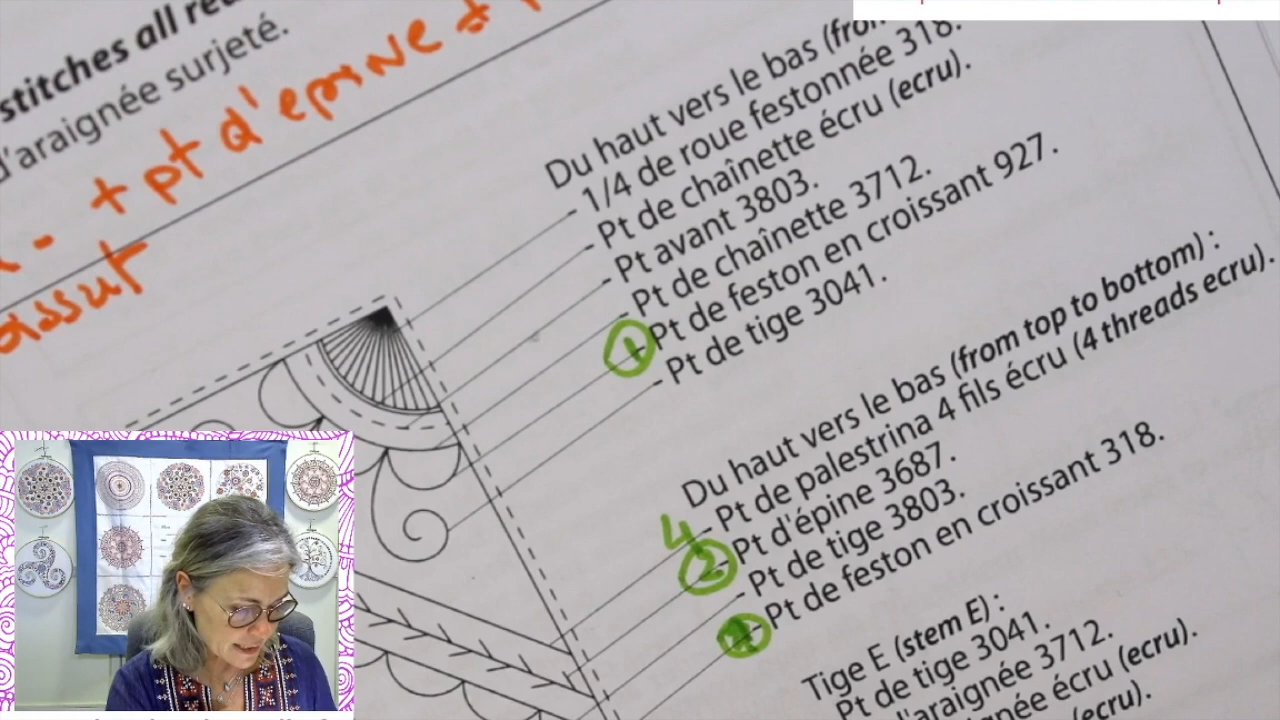 stitches all
d'araignée surjeté.
+ pt d'épine +
assut
Du haut vers le bas (from
1/4 de roue festonnée 318.
Pt de chaînette écru (ecru).
Pt avant 3803.
Pt de chaînette 3712.
1 Pt de feston en croissant 927.
Pt de tige 3041.
Du haut vers le bas (from top to bottom) :
4 Pt de palestrina 4 fils écru (4 threads ecru).
2 Pt d'épine 3687.
Pt de tige 3803.
Pt de feston en croissant 318.
Tige E (stem E) :
Pt de tige 3041.
d'araignée 3712.
écru (ecru).
(ecru).